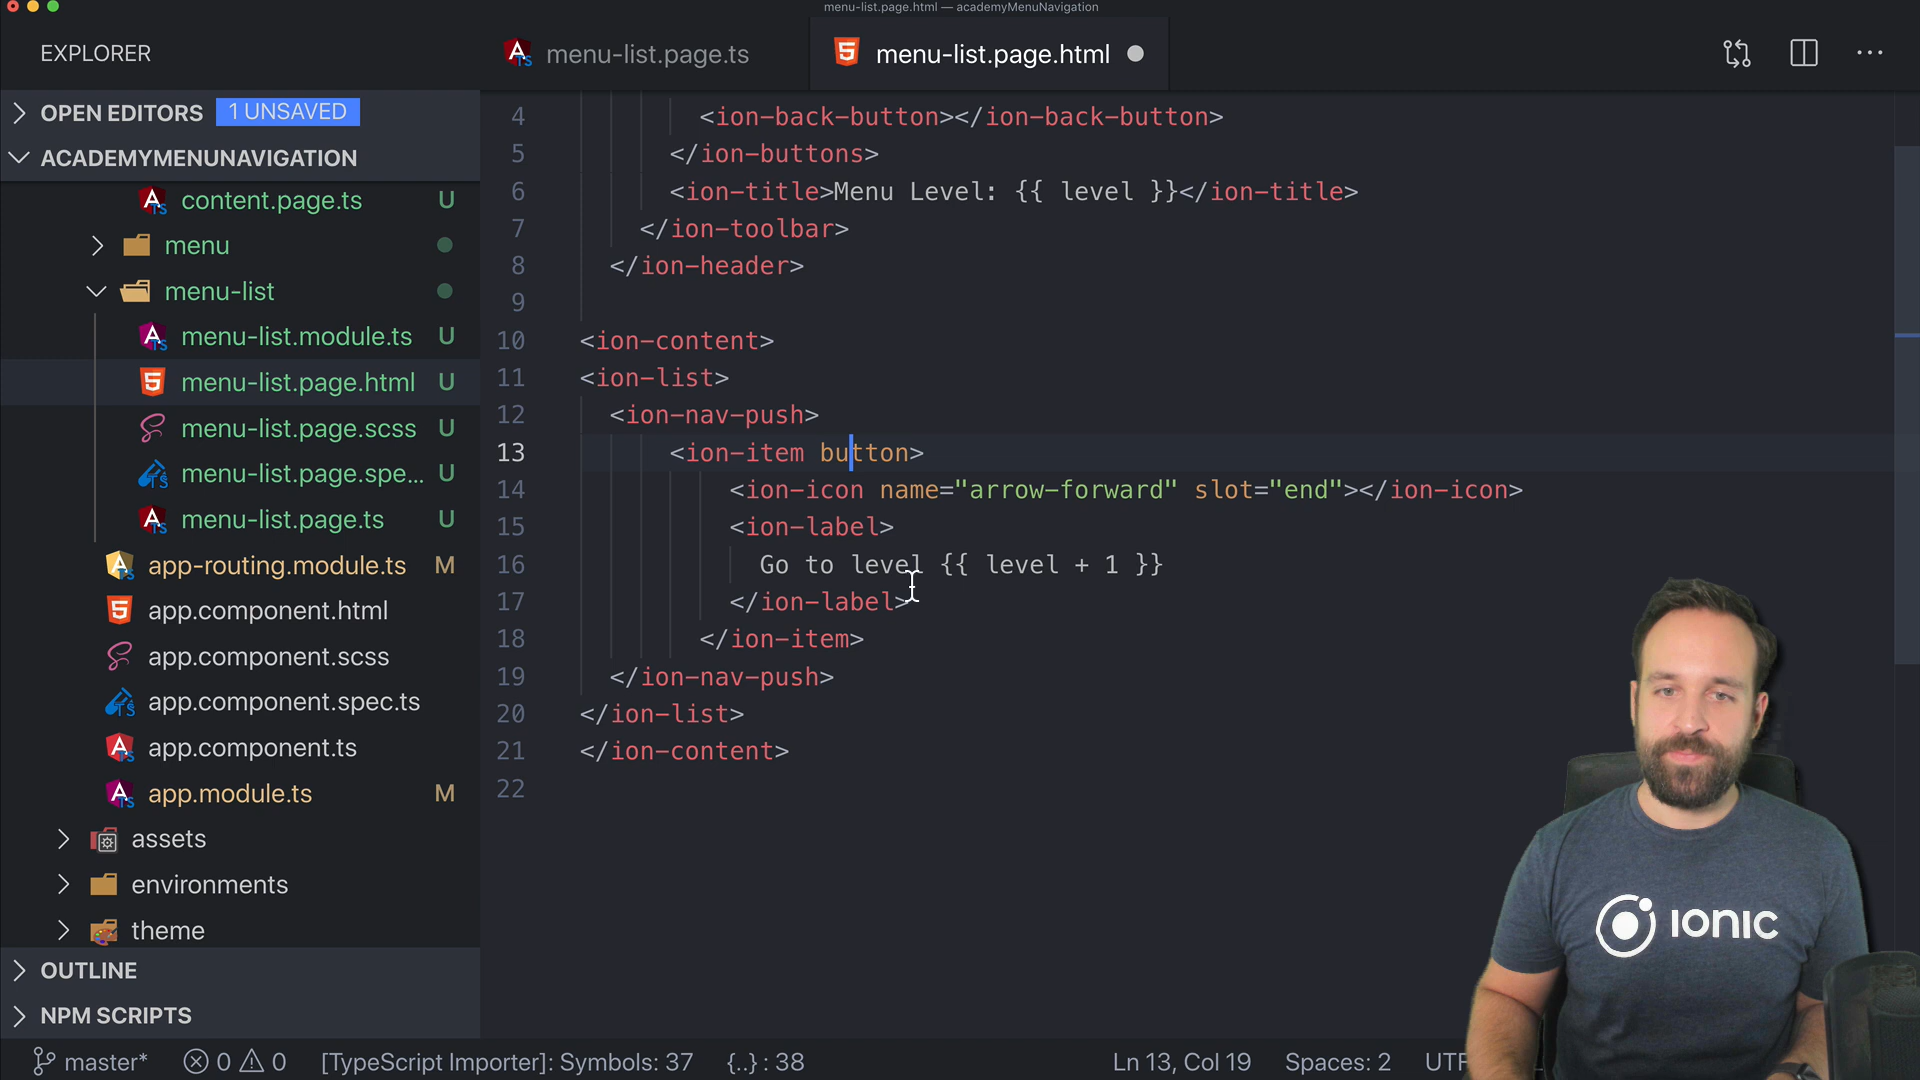 menu-list.page.html — academyMenuNavigation
EXPLORER
menu-list.page.ts
menu-list.page.html
OPEN EDITORS
1 UNSAVED
ACADEMYMENUNAVIGATION
content.page.ts U
menu
menu-list
menu-list.module.ts U
menu-list.page.html U
menu-list.page.scss U
menu-list.page.spe... U
menu-list.page.ts U
app-routing.module.ts M
app.component.html
app.component.scss
app.component.spec.ts
app.component.ts
app.module.ts M
assets
environments
theme
OUTLINE
NPM SCRIPTS
4 <ion-back-button></ion-back-button>
5 </ion-buttons>
6 <ion-title>Menu Level: {{ level }}</ion-title>
7 </ion-toolbar>
8 </ion-header>
9
10 <ion-content>
11 <ion-list>
12 <ion-nav-push>
13 <ion-item button>
14 <ion-icon name="arrow-forward" slot="end"></ion-icon>
15 <ion-label>
16 Go to level {{ level + 1 }}
17 </ion-label>
18 </ion-item>
19 </ion-nav-push>
20 </ion-list>
21 </ion-content>
22
IONIC
master* 0 0 [TypeScript Importer]: Symbols: 37 {..} : 38 Ln 13, Col 19 Spaces: 2